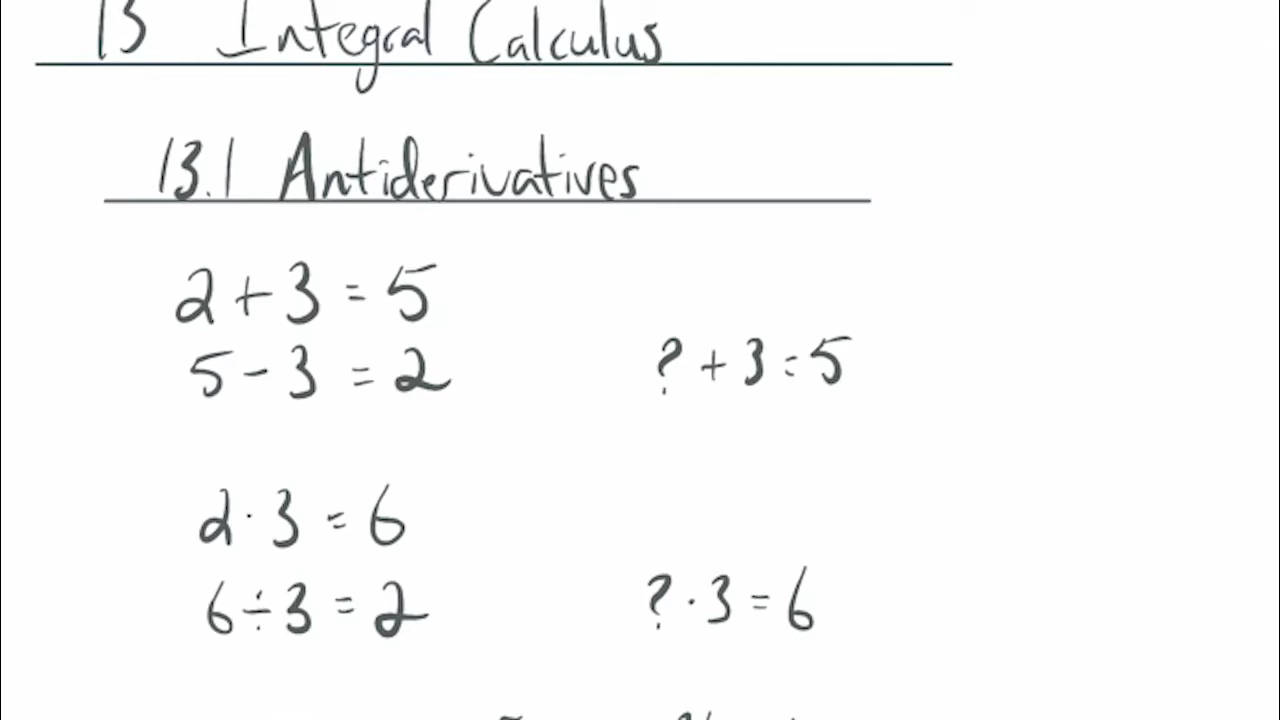 13 Integral Calculus
13.1 Antiderivatives
2 + 3 = 5
5 - 3 = 2
? + 3 = 5
2 · 3 = 6
6 ÷ 3 = 2
? · 3 = 6